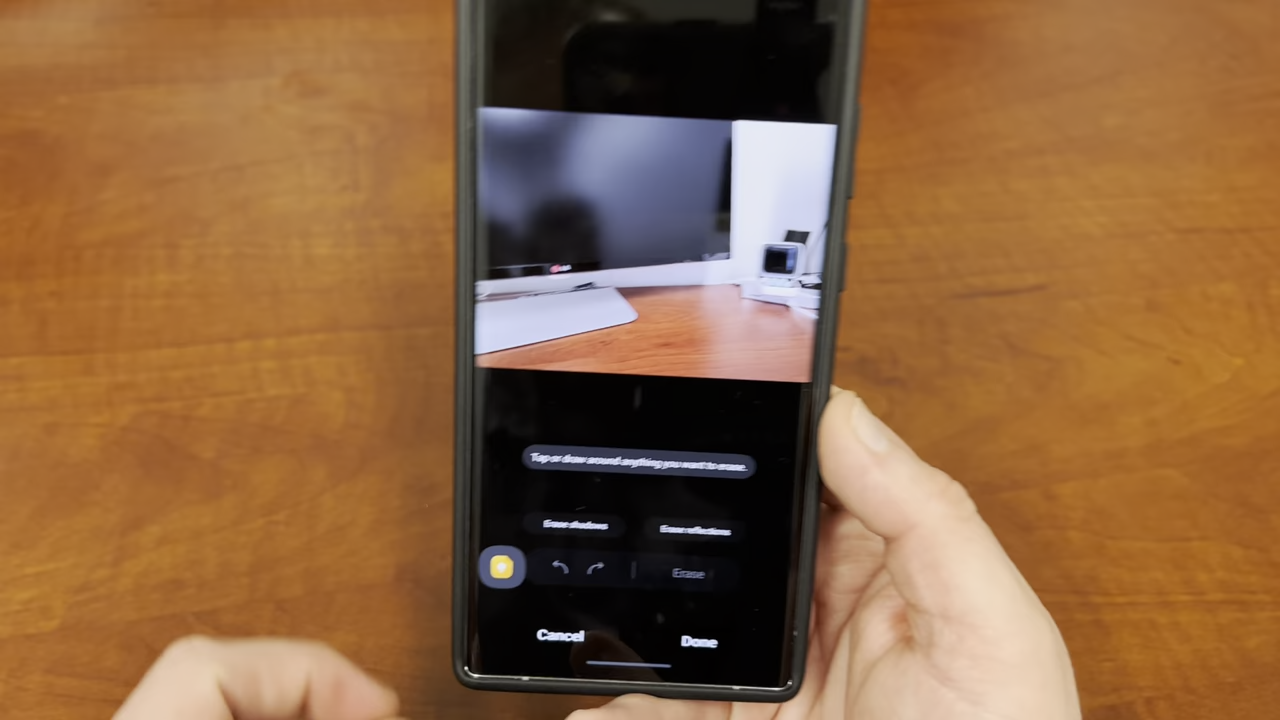 Tap or draw around anything you want to erase.
Erase shadows
Erase reflections
Erase
Cancel
Done